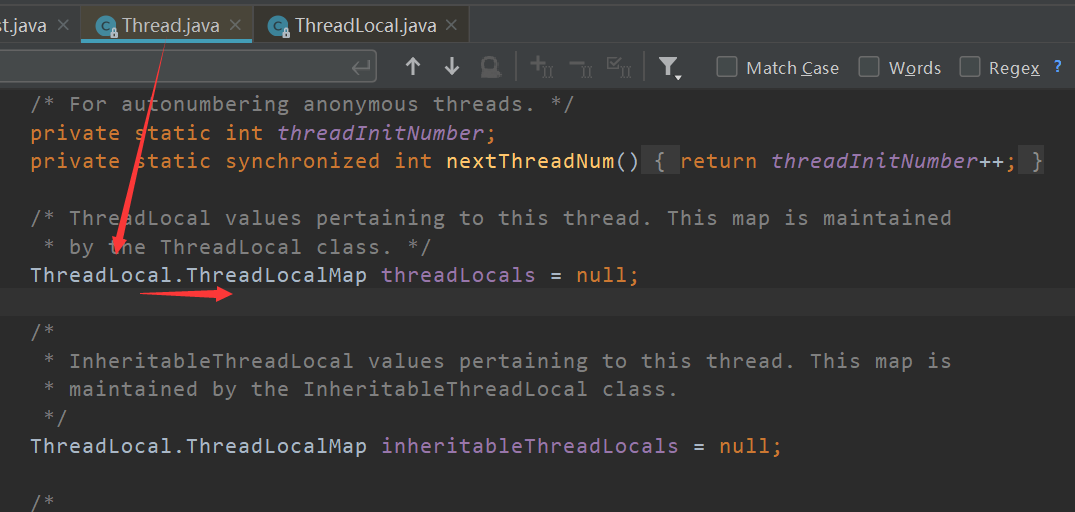 st.java Thread.java ThreadLocal.java
Match Case Words Regex ?
/* For autonumbering anonymous threads. */
private static int threadInitNumber;
private static synchronized int nextThreadNum() { return threadInitNumber++; }
/* ThreadLocal values pertaining to this thread. This map is maintained
* by the ThreadLocal class. */
ThreadLocal.ThreadLocalMap threadLocals = null;
/*
* InheritableThreadLocal values pertaining to this thread. This map is
* maintained by the InheritableThreadLocal class.
*/
ThreadLocal.ThreadLocalMap inheritableThreadLocals = null;
/*